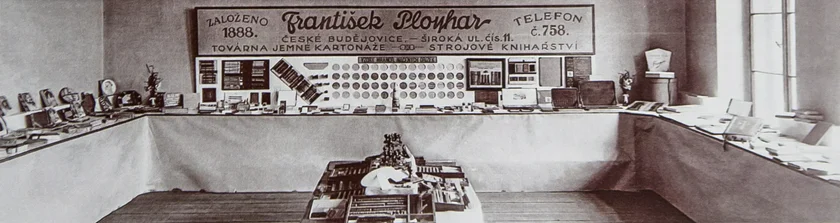 ZALOŽENO
1888.
František Ployhar
TELEFON
č.758.
ČESKÉ BUDĚJOVICE.—ŠIROKÁ UL.čís.11.
TOVÁRNA JEMNÉ KARTONÁŽE — STROJOVÉ KNIHAŘSTVÍ